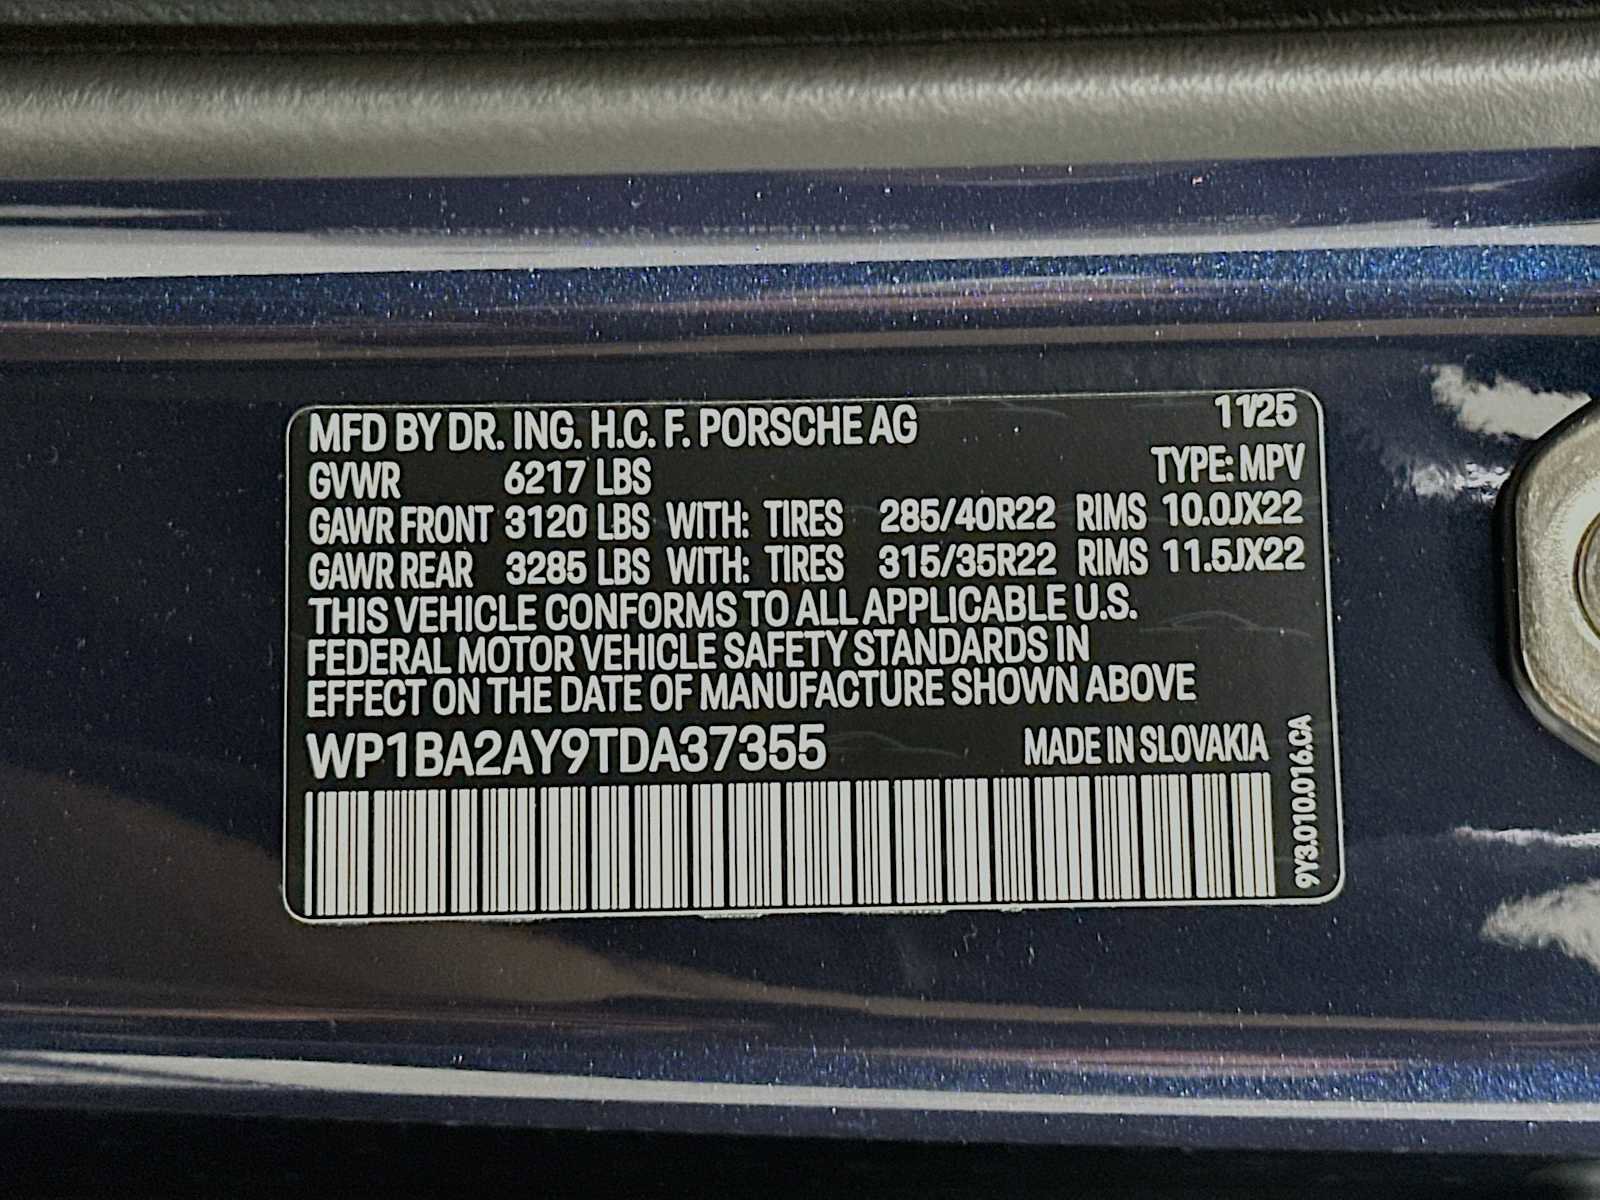 MFD BY DR. ING. H.C. F. PORSCHE AG 11/25
GVWR 6217 LBS TYPE: MPV
GAWR FRONT 3120 LBS WITH: TIRES 285/40R22 RIMS 10.0JX22
GAWR REAR 3285 LBS WITH: TIRES 315/35R22 RIMS 11.5JX22
THIS VEHICLE CONFORMS TO ALL APPLICABLE U.S.
FEDERAL MOTOR VEHICLE SAFETY STANDARDS IN
EFFECT ON THE DATE OF MANUFACTURE SHOWN ABOVE
WP1BA2AY9TDA37355 MADE IN SLOVAKIA
9Y3.010.016.CA